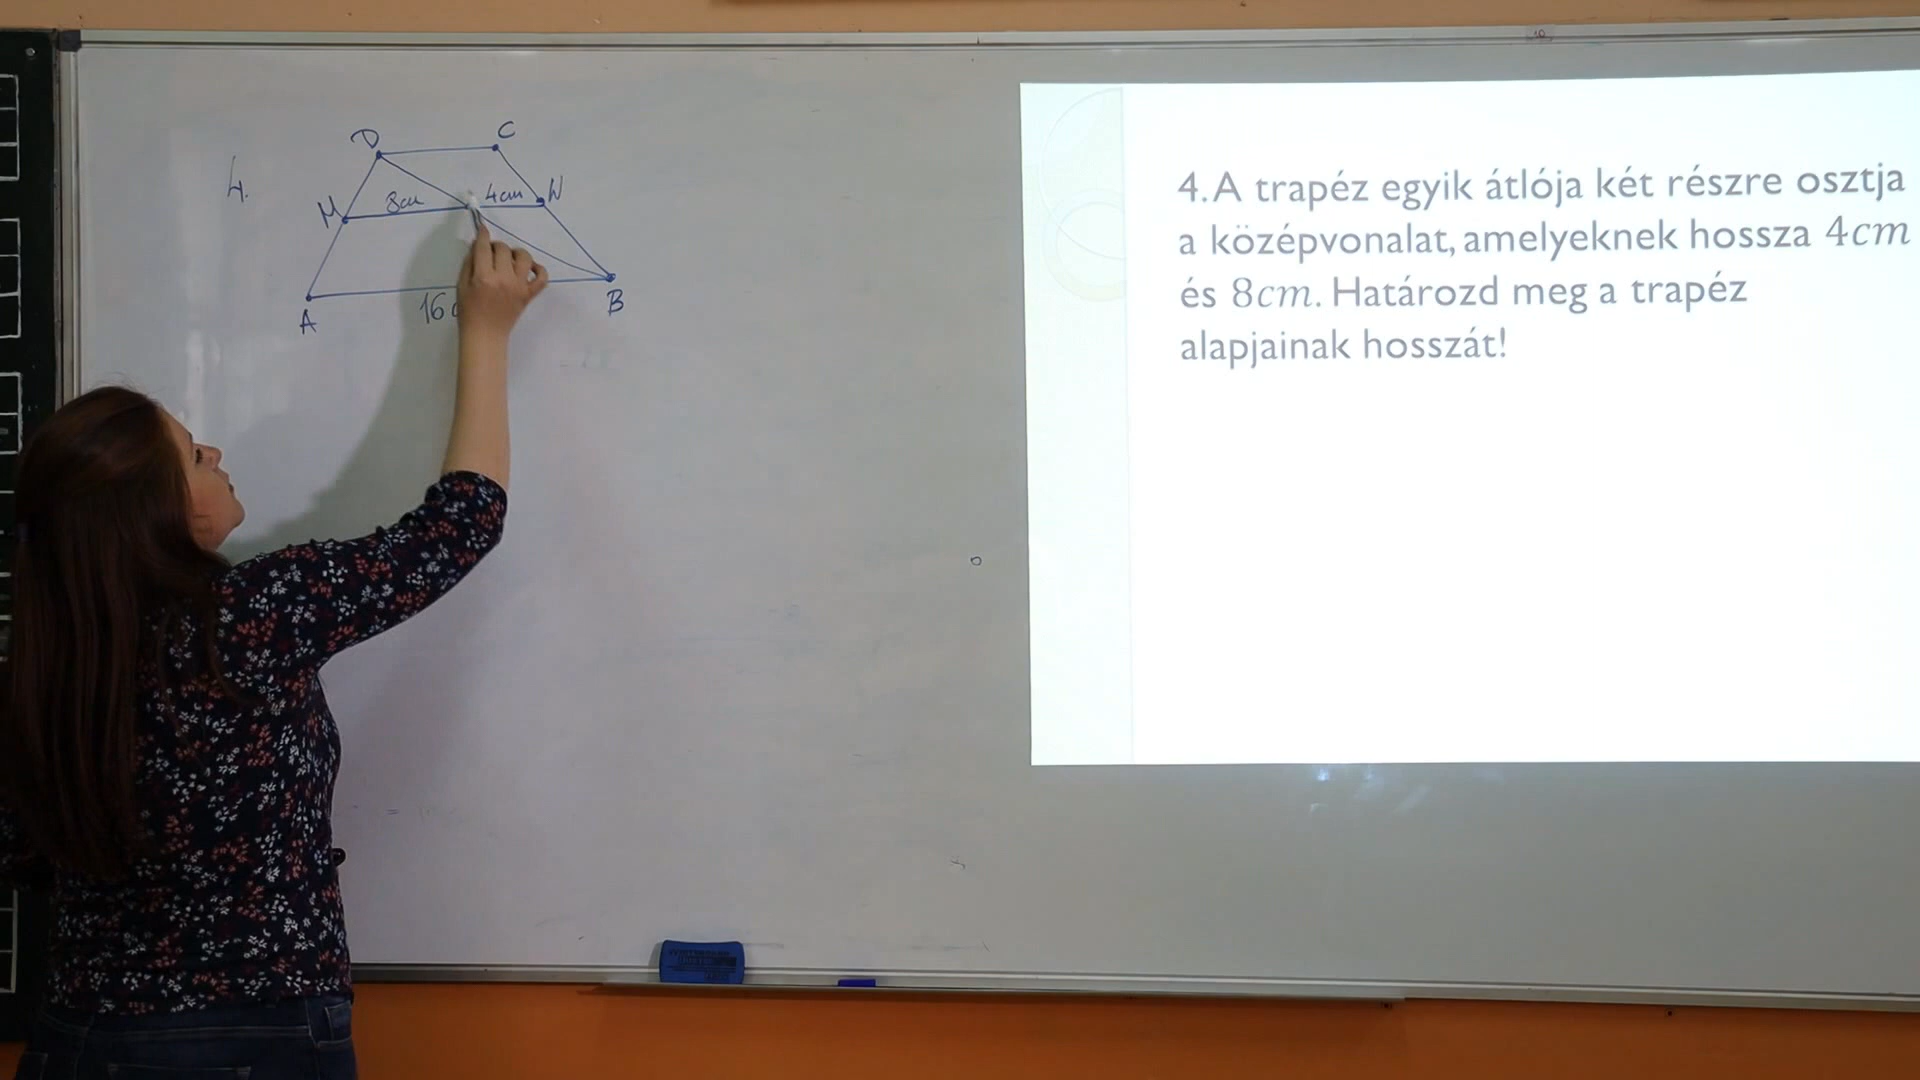 4.
D
C
M
8cm
4cm
N
A
16c
B
4. A trapéz egyik átlója két részre osztja
a középvonalat, amelyeknek hossza 4cm
és 8cm. Határozd meg a trapéz
alapjainak hosszát!